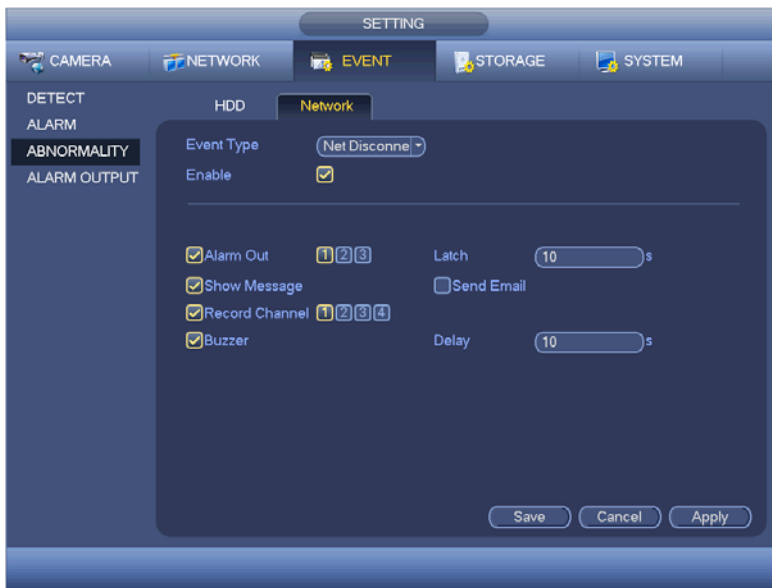 SETTING
CAMERA NETWORK EVENT STORAGE SYSTEM
DETECT
ALARM
ABNORMALITY
ALARM OUTPUT
HDD Network
Event Type Net Disconne
Enable
Alarm Out 1 2 3 Latch 10 s
Show Message Send Email
Record Channel 1 2 3 4
Buzzer Delay 10 s
Save Cancel Apply